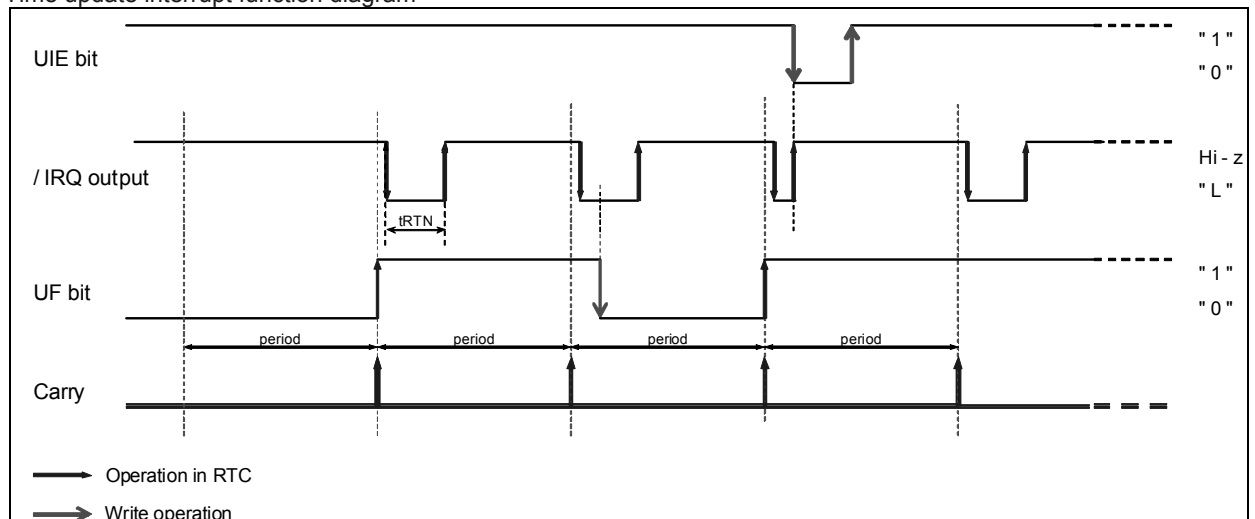 Time update interrupt function diagram
UIE bit
" 1 "
" 0 "
/ IRQ output
Hi - z
" L "
tRTN
UF bit
" 1 "
" 0 "
period period period period
Carry
Operation in RTC
Write operation